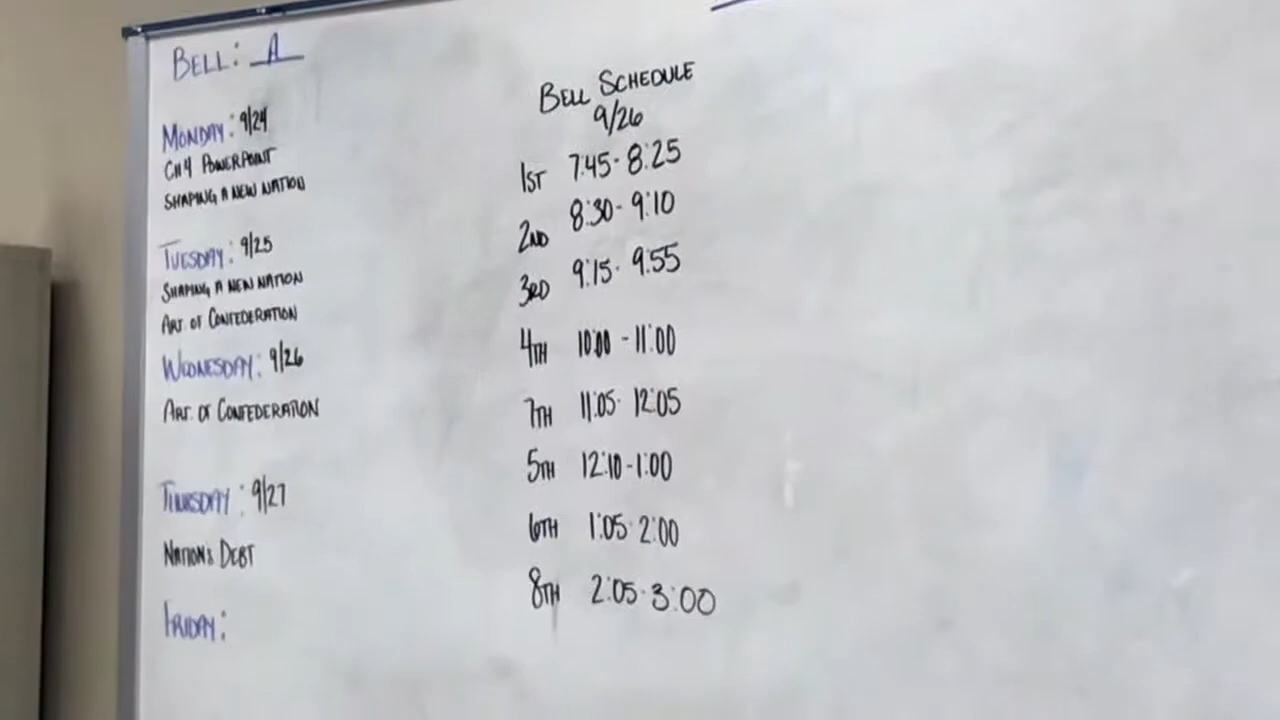 BELL: A
MONDAY: 9/24
CH4 POWERPOINT
SHAPING A NEW NATION
TUESDAY: 9/25
SHAPING A NEW NATION
ART. OF CONFEDERATION
WEDNESDAY: 9/26
ART. OF CONFEDERATION
THURSDAY: 9/27
NATION'S DEBT
FRIDAY:
BELL SCHEDULE
9/26
1ST 7:45-8:25
2ND 8:30-9:10
3RD 9:15-9:55
4TH 10:00-11:00
7TH 11:05-12:05
5TH 12:10-1:00
6TH 1:05-2:00
8TH 2:05-3:00